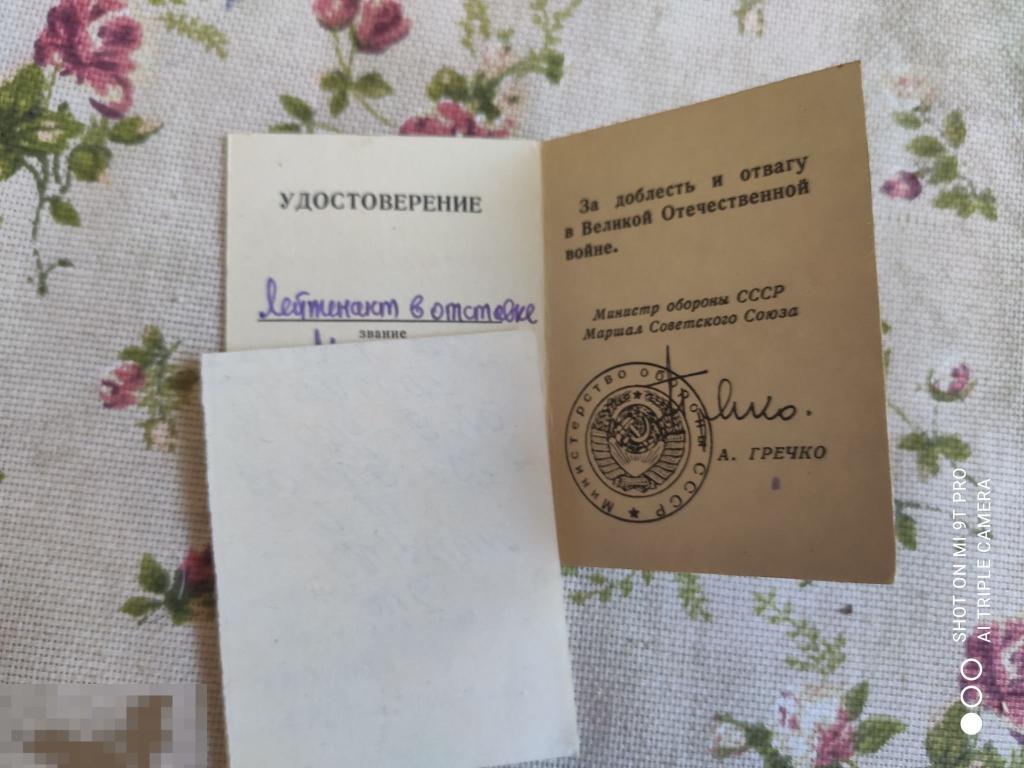 УДОСТОВЕРЕНИЕ
Лейтенант в отставке
звание
За доблесть и отвагу
в Великой Отечественной
войне.
Министр обороны СССР
Маршал Советского Союза
Министерство Обороны СССР
А. ГРЕЧКО
SHOT ON MI 9T PRO
AI TRIPLE CAMERA